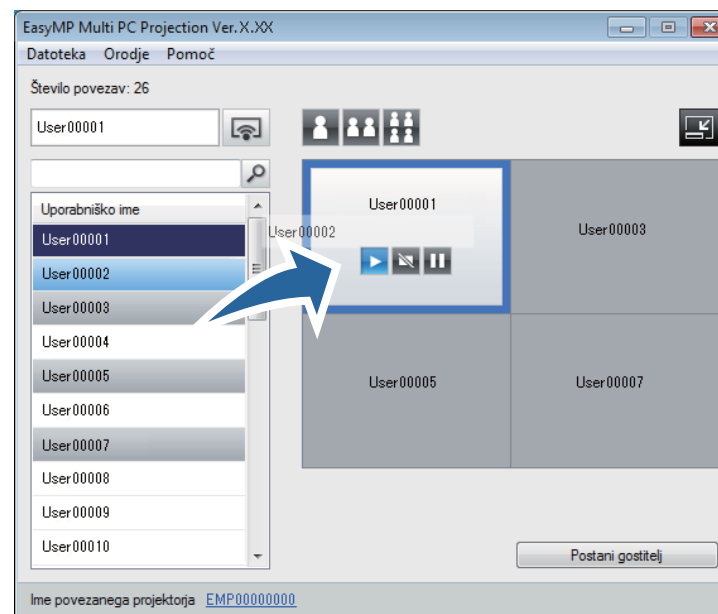 EasyMP Multi PC Projection Ver.X.XX
Datoteka Orodje Pomoč
Število povezav: 26
User00001
Uporabniško ime
User00001
User00002
User00003
User00004
User00005
User00006
User00007
User00008
User00009
User00010
User00002
User00001
User00003
User00005
User00007
Postani gostitelj
Ime povezanega projektorja EMP00000000